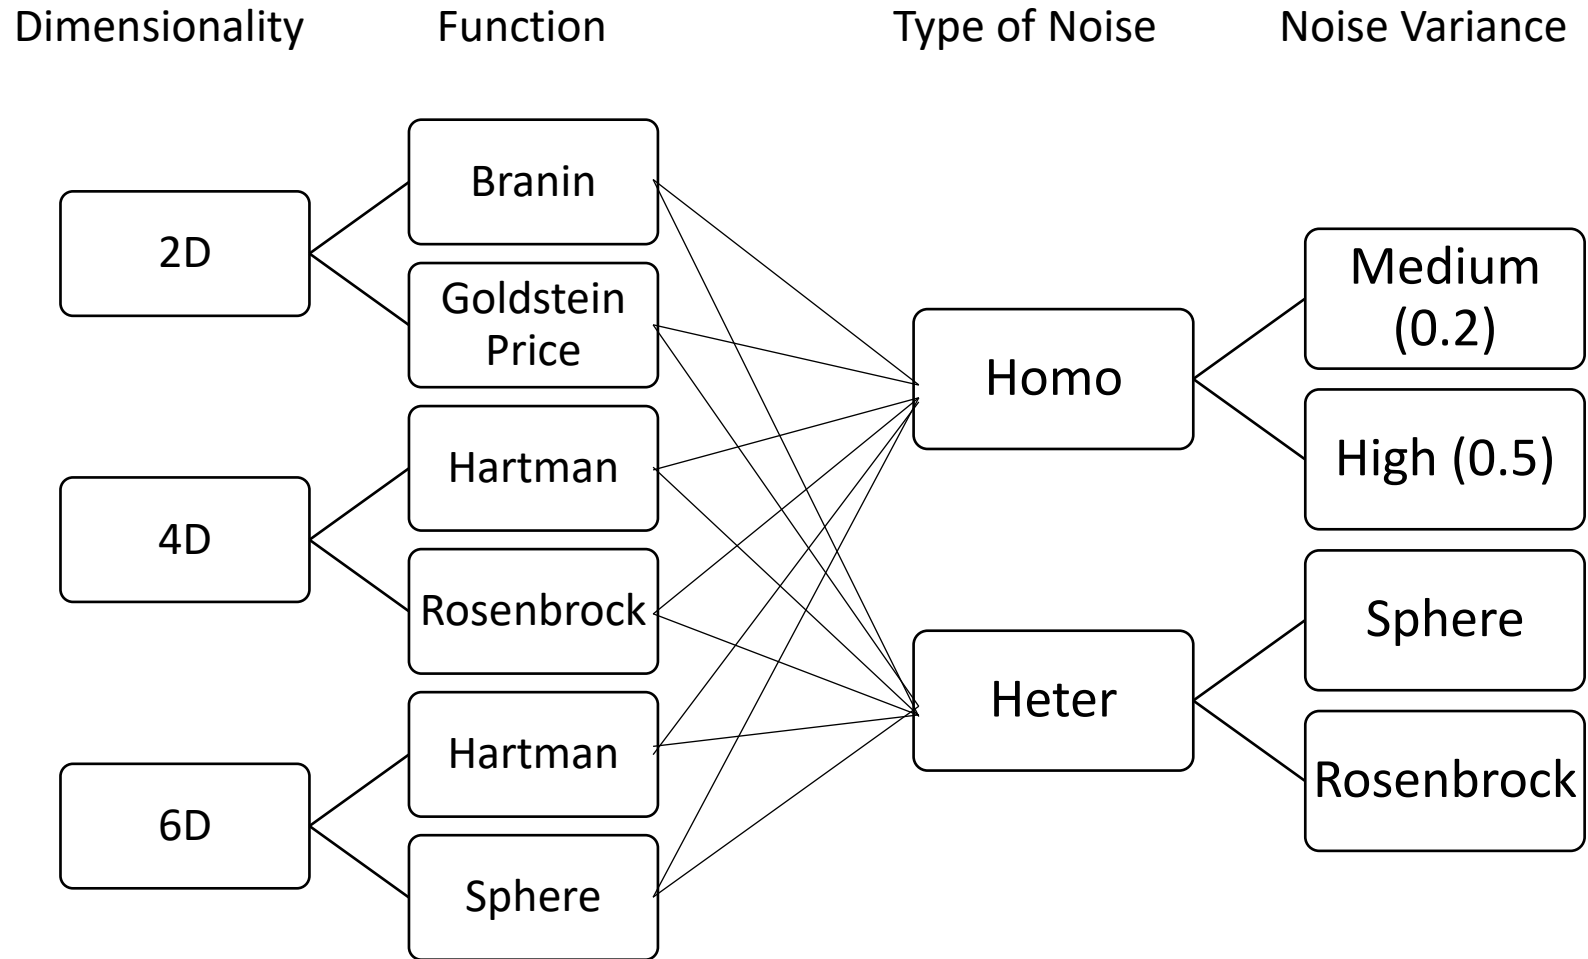 Dimensionality
Function
Type of Noise
Noise Variance
2D
4D
6D
Branin
Goldstein
Price
Hartman
Rosenbrock
Hartman
Sphere
Homo
Heter
Medium
(0.2)
High (0.5)
Sphere
Rosenbrock